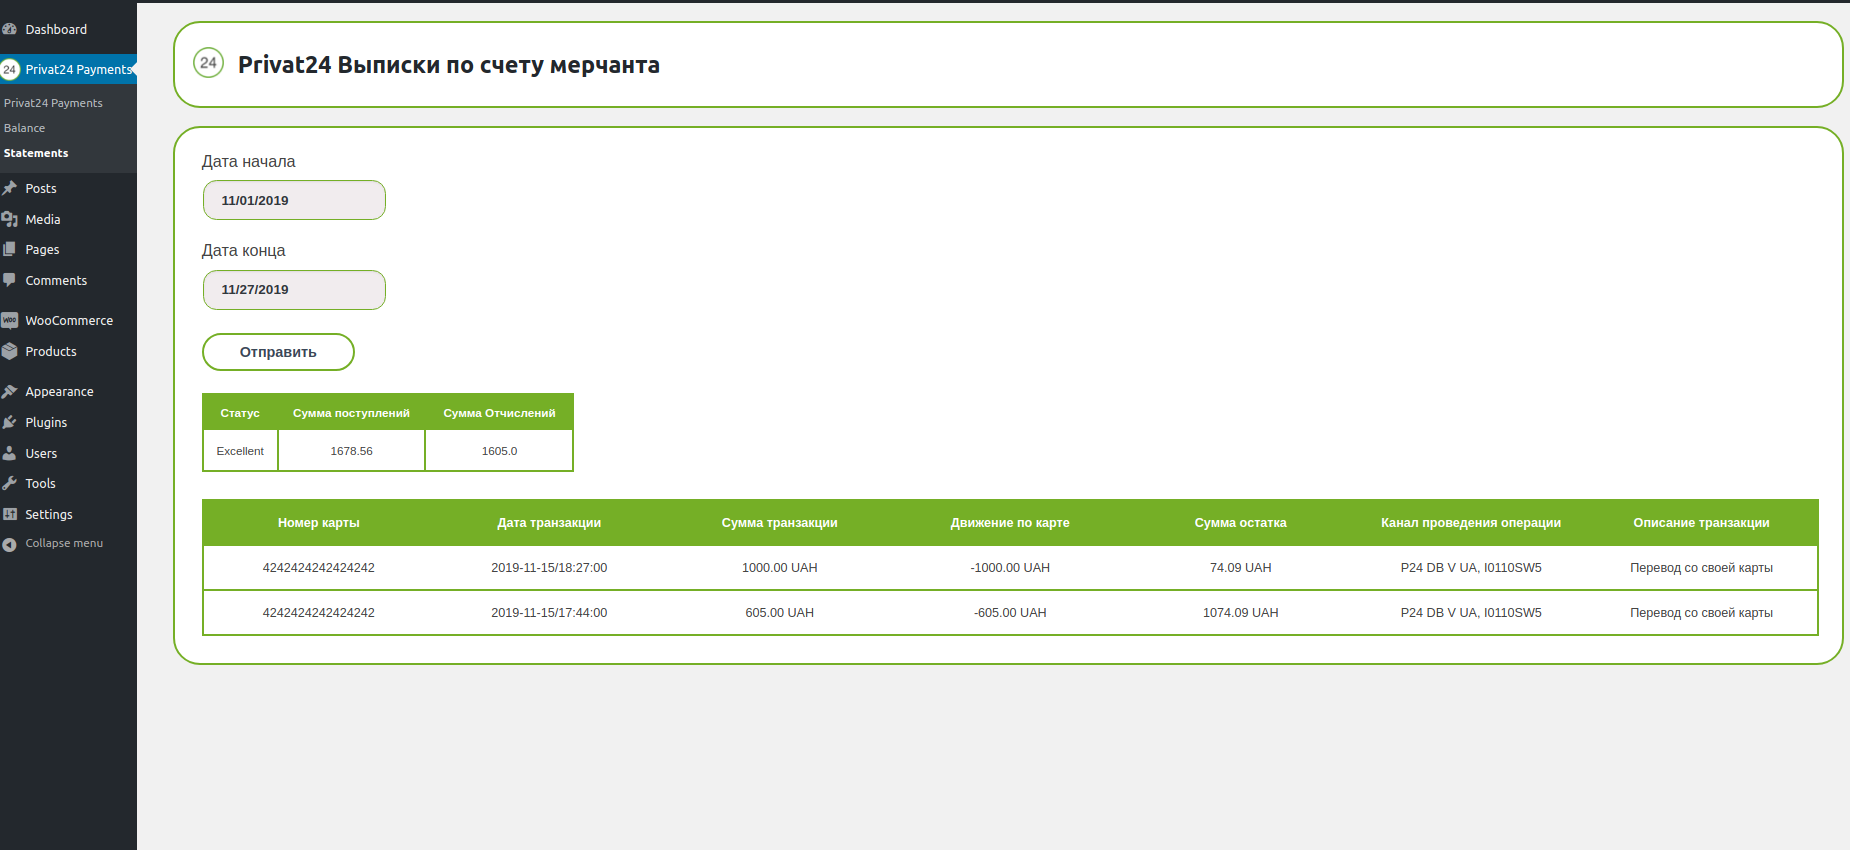 Dashboard
24 Privat24 Payments
Privat24 Payments
Balance
Statements
Posts
Media
Pages
Comments
Woo WooCommerce
Products
Appearance
Plugins
Users
Tools
Settings
Collapse menu
24 Privat24 Выписки по счету мерчанта
Дата начала
11/01/2019
Дата конца
11/27/2019
Отправить
Статус Сумма поступлений Сумма Отчислений
Excellent 1678.56 1605.0
Номер карты Дата транзакции Сумма транзакции Движение по карте Сумма остатка Канал проведения операции Описание транзакции
4242424242424242 2019-11-15/18:27:00 1000.00 UAH -1000.00 UAH 74.09 UAH P24 DB V UA, I0110SW5 Перевод со своей карты
4242424242424242 2019-11-15/17:44:00 605.00 UAH -605.00 UAH 1074.09 UAH P24 DB V UA, I0110SW5 Перевод со своей карты